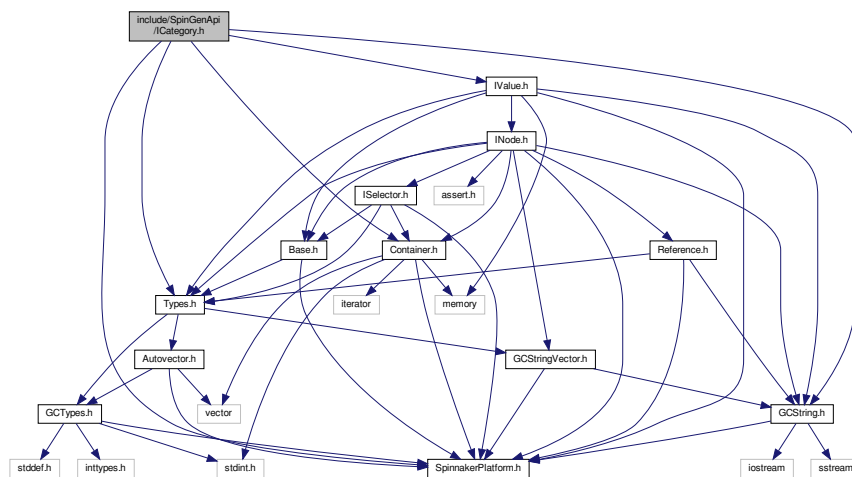 include/SpinGenApi
/ICategory.h
IValue.h
INode.h
ISelector.h
assert.h
Base.h
Container.h
Reference.h
Types.h
iterator
memory
Autovector.h
GCStringVector.h
GCTypes.h
vector
GCString.h
stddef.h
inttypes.h
stdint.h
SpinnakerPlatform.h
iostream
sstream